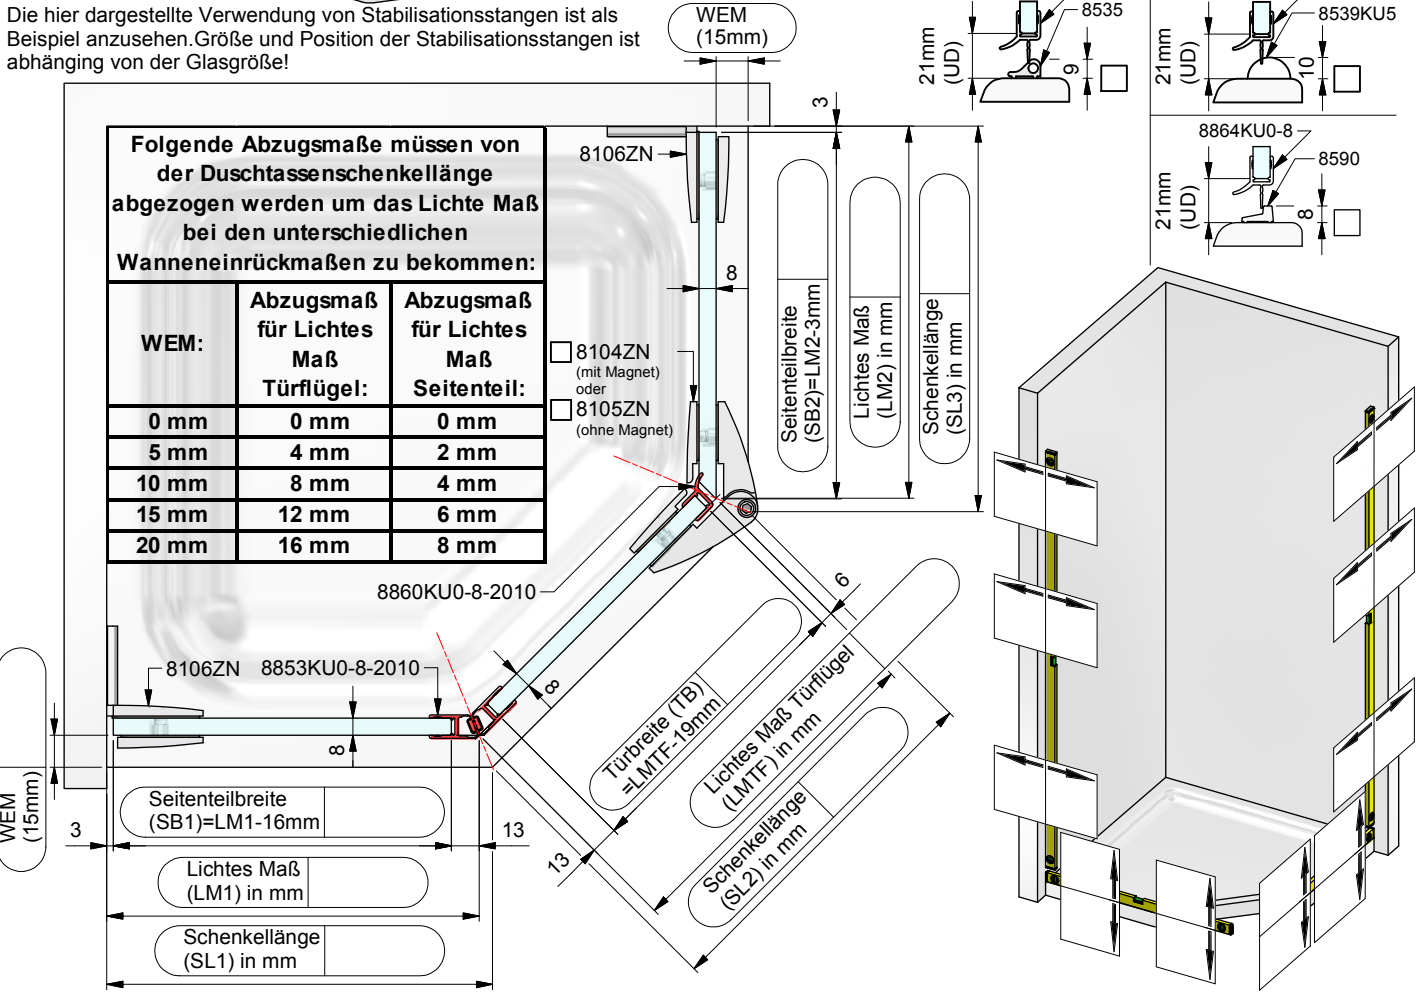 Die hier dargestellte Verwendung von Stabilisationsstangen ist als
Beispiel anzusehen.Größe und Position der Stabilisationsstangen ist
abhänging von der Glasgröße!
WEM
(15mm)
21mm
(UD)
8535
9
21mm
(UD)
8539KU5
10
8864KU0-8
8590
21mm
(UD)
8
Folgende Abzugsmaße müssen von
der Duschtassenschenkellänge
abgezogen werden um das Lichte Maß
bei den unterschiedlichen
Wanneneinrückmaßen zu bekommen:
WEM:
Abzugsmaß
für Lichtes
Maß
Türflügel:
Abzugsmaß
für Lichtes
Maß
Seitenteil:
0 mm 0 mm 0 mm
5 mm 4 mm 2 mm
10 mm 8 mm 4 mm
15 mm 12 mm 6 mm
20 mm 16 mm 8 mm
8106ZN
3
8
8104ZN
(mit Magnet)
oder
8105ZN
(ohne Magnet)
Seitenteilbreite
(SB2)=LM2-3mm
Lichtes Maß
(LM2) in mm
Schenkellänge
(SL3) in mm
8860KU0-8-2010
6
8106ZN
8853KU0-8-2010
8
8
Türbreite (TB)
=LMTF-19mm
Lichtes Maß Türflügel
(LMTF) in mm
Schenkellänge
(SL2) in mm
13
WEM
(15mm)
3
Seitenteilbreite
(SB1)=LM1-16mm
13
Lichtes Maß
(LM1) in mm
Schenkellänge
(SL1) in mm